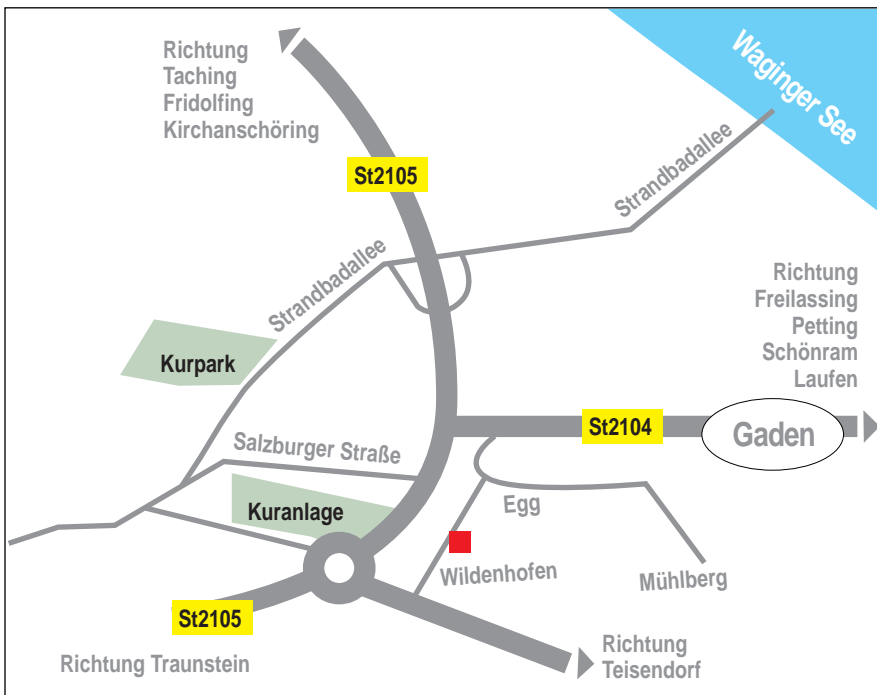 Richtung
Taching
Fridolfing
Kirchanschöring
Waginger See
St2105
Strandbadallee
Strandbadallee
Richtung
Freilassing
Petting
Schönram
Laufen
Kurpark
St2104
Gaden
Salzburger Straße
Egg
Kuranlage
Wildenhofen
Mühlberg
St2105
Richtung Traunstein
Richtung
Teisendorf